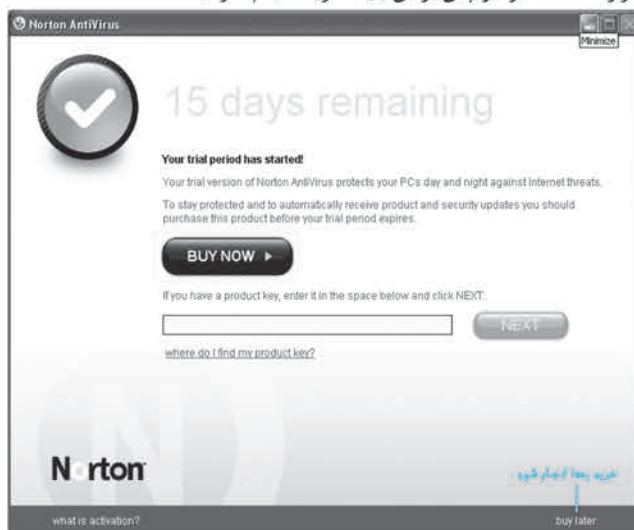 Norton AntiVirus
Minimize
15 days remaining
Your trial period has started!
Your trial version of Norton AntiVirus protects your PCs day and night against Internet threats.
To stay protected and to automatically receive product and security updates you should
purchase this product before your trial period expires.
BUY NOW
If you have a product key, enter it in the space below and click NEXT:
NEXT
where do I find my product key?
Norton
خرید بعدا انجام شود
what is activation?
buy later